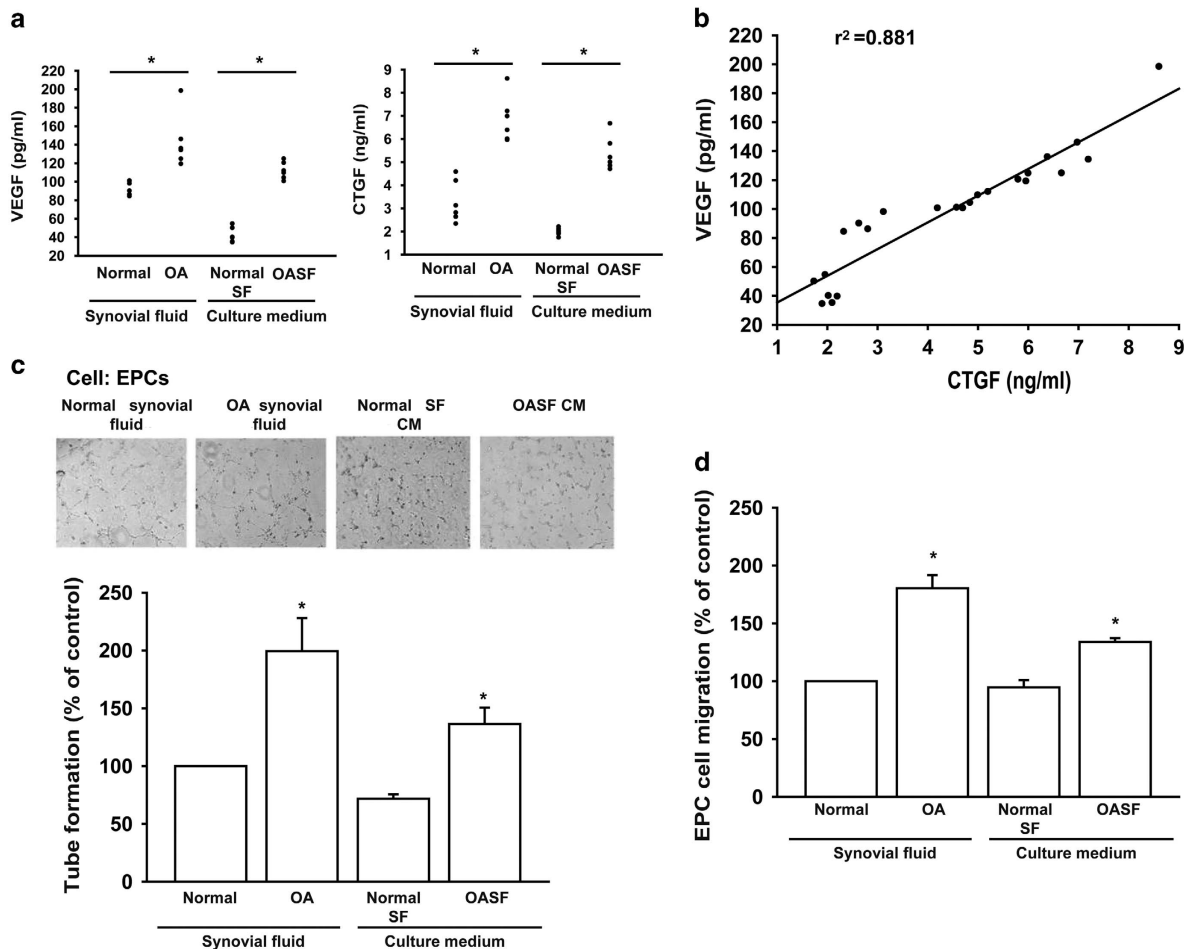 a
* *
VEGF (pg/ml)
220
200
180
160
140
120
100
80
60
40
20
Normal OA Normal SF OASF
Synovial fluid Culture medium
* *
CTGF (ng/ml)
9
8
7
6
5
4
3
2
1
Normal OA Normal SF OASF
Synovial fluid Culture medium
b
r² =0.881
VEGF (pg/ml)
220
200
180
160
140
120
100
80
60
40
20
1 2 3 4 5 6 7 8 9
CTGF (ng/ml)
c
Cell: EPCs
Normal synovial fluid
OA synovial fluid
Normal SF CM
OASF CM
Tube formation (% of control)
250
200
150
100
50
0
* *
Normal OA Normal SF OASF
Synovial fluid Culture medium
d
EPC cell migration (% of control)
250
200
150
100
50
0
* *
Normal OA Normal SF OASF
Synovial fluid Culture medium